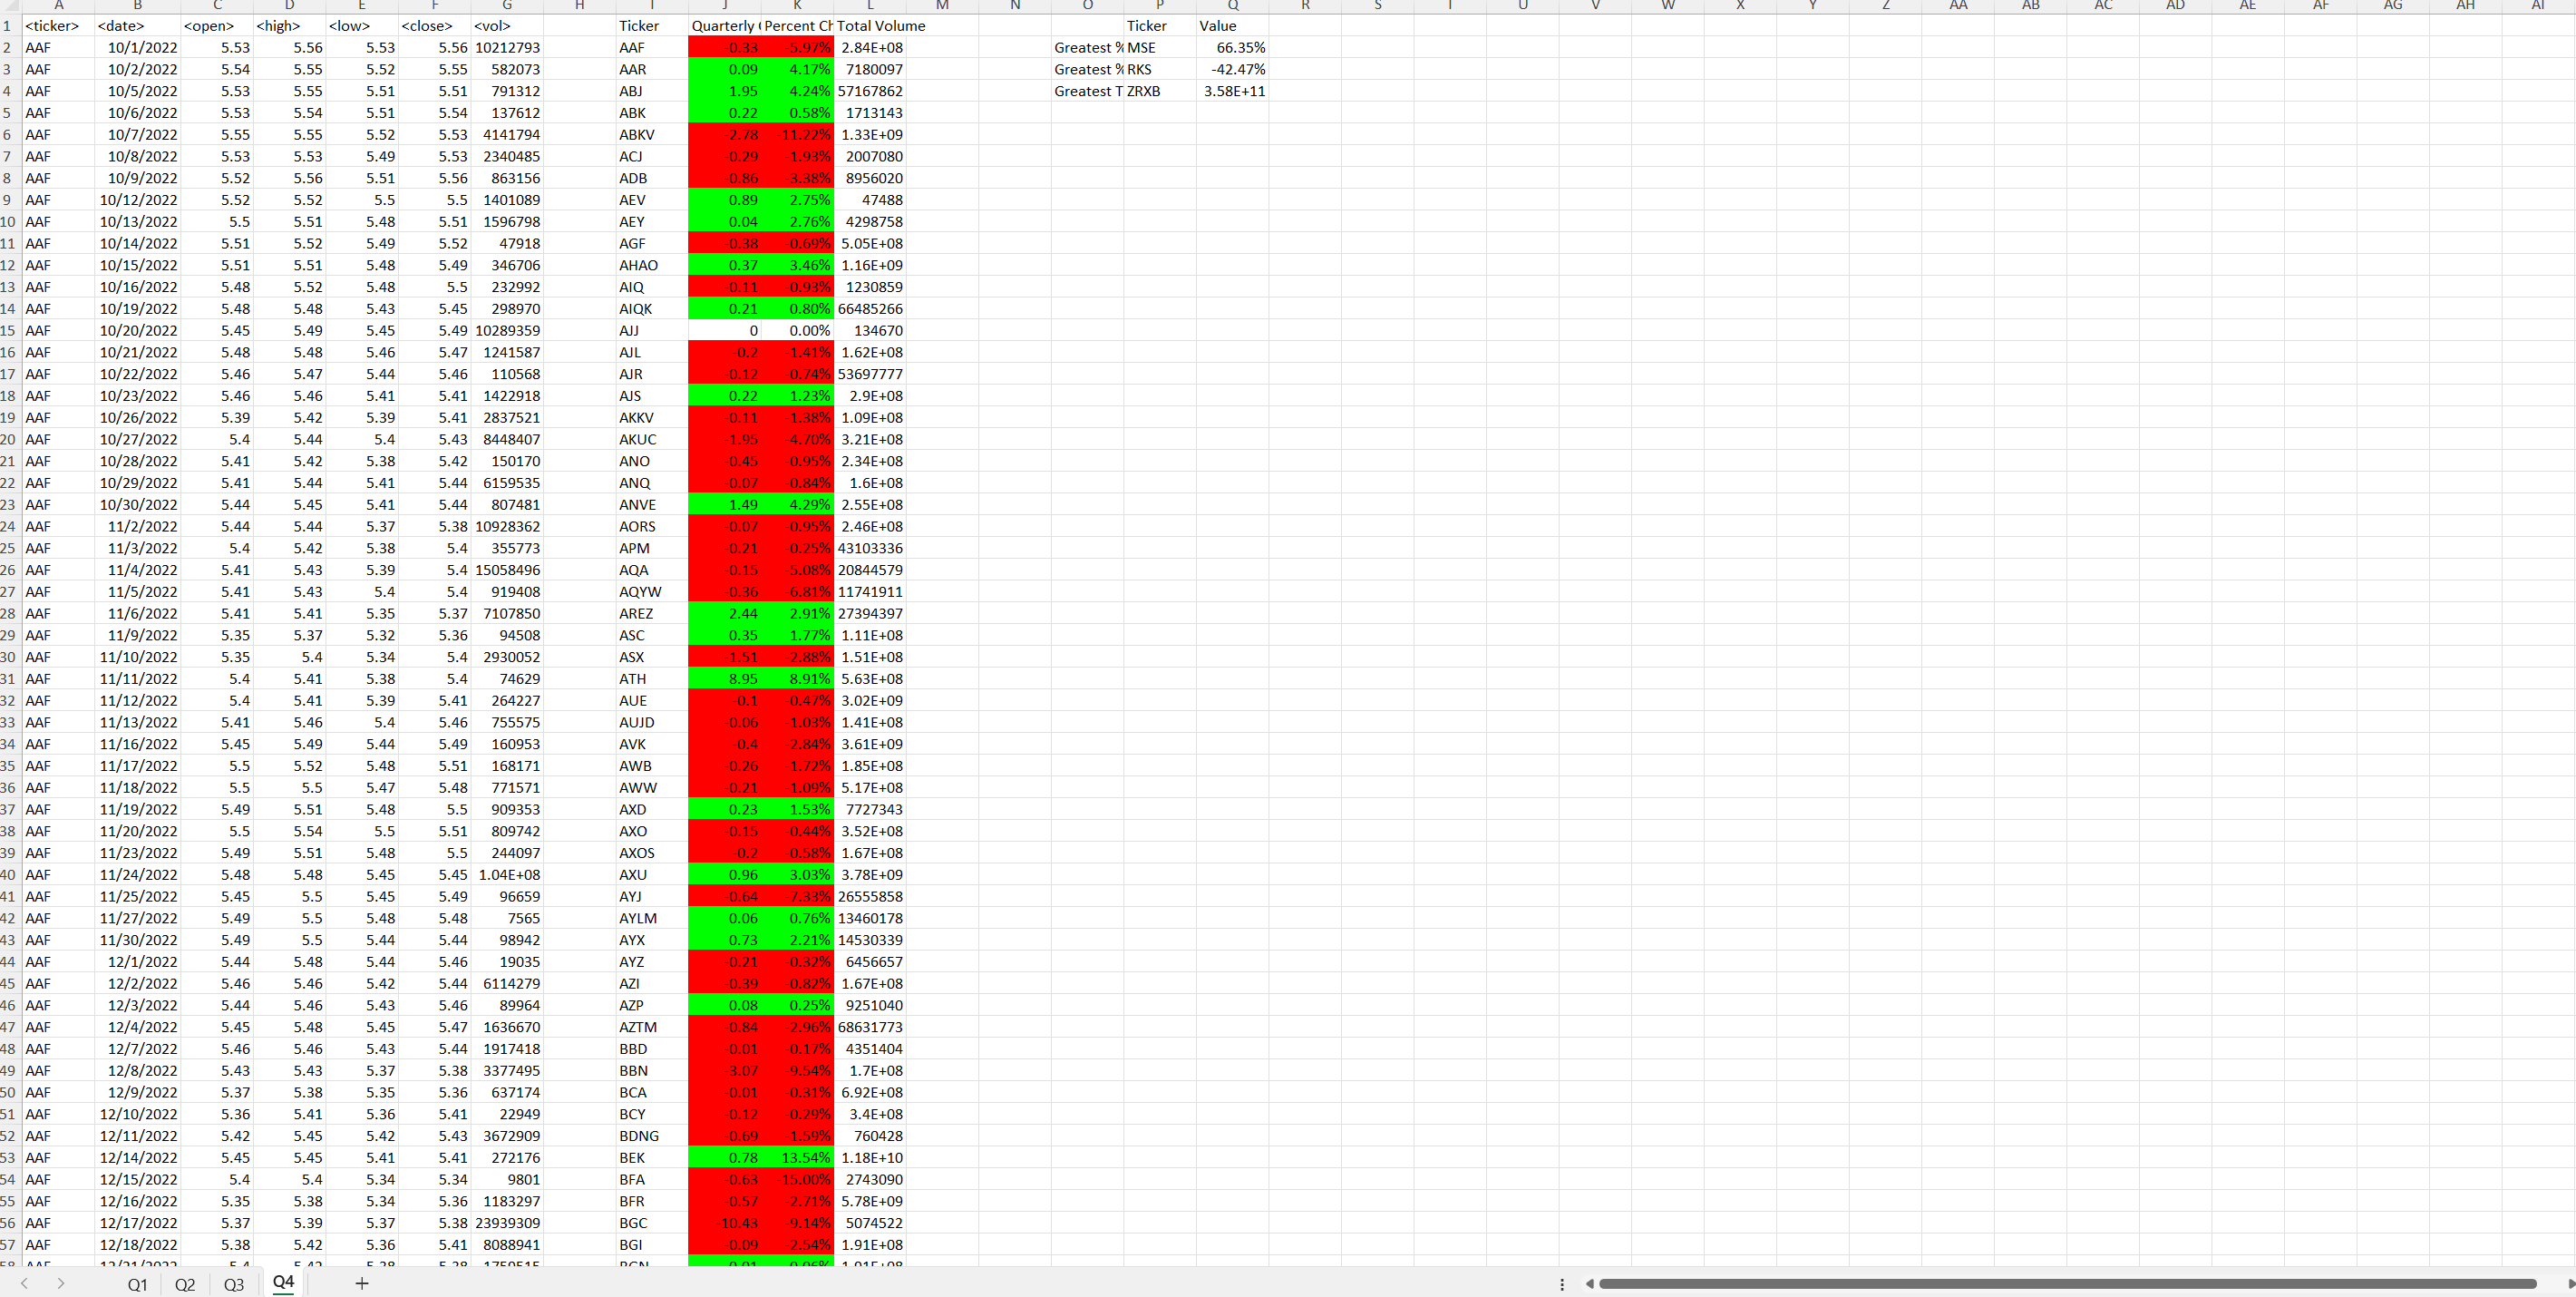 A B C D E F G H I J K L M N O P Q R S T U V W X Y Z AA AB AC AD AE AF AG AH AI
1 <ticker> <date> <open> <high> <low> <close> <vol> Ticker Quarterly Percent Ch Total Volume Ticker Value
2 AAF 10/1/2022 5.53 5.56 5.53 5.56 10212793 AAF -0.33 -5.97% 2.84E+08 Greatest % MSE 66.35%
3 AAF 10/2/2022 5.54 5.55 5.52 5.55 582073 AAR 0.09 4.17% 7180097 Greatest % RKS -42.47%
4 AAF 10/5/2022 5.53 5.55 5.51 5.51 791312 ABJ 1.95 4.24% 57167862 Greatest T ZRXB 3.58E+11
5 AAF 10/6/2022 5.53 5.54 5.51 5.54 137612 ABK 0.22 0.58% 1713143
6 AAF 10/7/2022 5.55 5.55 5.52 5.53 4141794 ABKV -2.78 -11.22% 1.33E+09
7 AAF 10/8/2022 5.53 5.53 5.49 5.53 2340485 ACJ -0.29 -1.93% 2007080
8 AAF 10/9/2022 5.52 5.56 5.51 5.56 863156 ADB -0.86 -3.38% 8956020
9 AAF 10/12/2022 5.52 5.52 5.5 5.5 1401089 AEV 0.89 2.75% 47488
10 AAF 10/13/2022 5.5 5.51 5.48 5.51 1596798 AEY 0.04 2.76% 4298758
11 AAF 10/14/2022 5.51 5.52 5.49 5.52 47918 AGF -0.38 -0.69% 5.05E+08
12 AAF 10/15/2022 5.51 5.51 5.48 5.49 346706 AHAO 0.37 3.46% 1.16E+09
13 AAF 10/16/2022 5.48 5.52 5.48 5.5 232992 AIQ -0.11 -0.93% 1230859
14 AAF 10/19/2022 5.48 5.48 5.43 5.45 298970 AIQK 0.21 0.80% 66485266
15 AAF 10/20/2022 5.45 5.49 5.45 5.49 10289359 AJJ 0 0.00% 134670
16 AAF 10/21/2022 5.48 5.48 5.46 5.47 1241587 AJL -0.2 -1.41% 1.62E+08
17 AAF 10/22/2022 5.46 5.47 5.44 5.46 110568 AJR -0.12 -0.74% 53697777
18 AAF 10/23/2022 5.46 5.46 5.41 5.41 1422918 AJS 0.22 1.23% 2.9E+08
19 AAF 10/26/2022 5.39 5.42 5.39 5.41 2837521 AKKV -0.11 -1.38% 1.09E+08
20 AAF 10/27/2022 5.4 5.44 5.4 5.43 8448407 AKUC -1.95 -4.70% 3.21E+08
21 AAF 10/28/2022 5.41 5.42 5.38 5.42 150170 ANO -0.45 -0.95% 2.34E+08
22 AAF 10/29/2022 5.41 5.44 5.41 5.44 6159535 ANQ -0.07 -0.84% 1.6E+08
23 AAF 10/30/2022 5.44 5.45 5.41 5.44 807481 ANVE 1.49 4.29% 2.55E+08
24 AAF 11/2/2022 5.44 5.44 5.37 5.38 10928362 AORS -0.07 -0.95% 2.46E+08
25 AAF 11/3/2022 5.4 5.42 5.38 5.4 355773 APM -0.21 -0.25% 43103336
26 AAF 11/4/2022 5.41 5.43 5.39 5.4 15058496 AQA -0.15 -5.08% 20844579
27 AAF 11/5/2022 5.41 5.43 5.4 5.4 919408 AQYW -0.36 -6.81% 11741911
28 AAF 11/6/2022 5.41 5.41 5.35 5.37 7107850 AREZ 2.44 2.91% 27394397
29 AAF 11/9/2022 5.35 5.37 5.32 5.36 94508 ASC 0.35 1.77% 1.11E+08
30 AAF 11/10/2022 5.35 5.4 5.34 5.4 2930052 ASX -1.51 -2.88% 1.51E+08
31 AAF 11/11/2022 5.4 5.41 5.38 5.4 74629 ATH 8.95 8.91% 5.63E+08
32 AAF 11/12/2022 5.4 5.41 5.39 5.41 264227 AUE -0.1 -0.47% 3.02E+09
33 AAF 11/13/2022 5.41 5.46 5.4 5.46 755575 AUJD -0.06 -1.03% 1.41E+08
34 AAF 11/16/2022 5.45 5.49 5.44 5.49 160953 AVK -0.4 -2.84% 3.61E+09
35 AAF 11/17/2022 5.5 5.52 5.48 5.51 168171 AWB -0.26 -1.72% 1.85E+08
36 AAF 11/18/2022 5.5 5.5 5.47 5.48 771571 AWW -0.21 -1.09% 5.17E+08
37 AAF 11/19/2022 5.49 5.51 5.48 5.5 909353 AXD 0.23 1.53% 7727343
38 AAF 11/20/2022 5.5 5.54 5.5 5.51 809742 AXO -0.15 -0.44% 3.52E+08
39 AAF 11/23/2022 5.49 5.51 5.48 5.5 244097 AXOS -0.2 -0.58% 1.67E+08
40 AAF 11/24/2022 5.48 5.48 5.45 5.45 1.04E+08 AXU 0.96 3.03% 3.78E+09
41 AAF 11/25/2022 5.45 5.5 5.45 5.49 96659 AYJ -0.64 -7.33% 26555858
42 AAF 11/27/2022 5.49 5.5 5.48 5.48 7565 AYLM 0.06 0.76% 13460178
43 AAF 11/30/2022 5.49 5.5 5.44 5.44 98942 AYX 0.73 2.21% 14530339
44 AAF 12/1/2022 5.44 5.48 5.44 5.46 19035 AYZ -0.21 -0.32% 6456657
45 AAF 12/2/2022 5.46 5.46 5.42 5.44 6114279 AZI -0.39 -0.82% 1.67E+08
46 AAF 12/3/2022 5.44 5.46 5.43 5.46 89964 AZP 0.08 0.25% 9251040
47 AAF 12/4/2022 5.45 5.48 5.45 5.47 1636670 AZTM -0.84 -2.96% 68631773
48 AAF 12/7/2022 5.46 5.46 5.43 5.44 1917418 BBD -0.01 -0.17% 4351404
49 AAF 12/8/2022 5.43 5.43 5.37 5.38 3377495 BBN -3.07 -9.54% 1.7E+08
50 AAF 12/9/2022 5.37 5.38 5.35 5.36 637174 BCA -0.01 -0.31% 6.92E+08
51 AAF 12/10/2022 5.36 5.41 5.36 5.41 22949 BCY -0.12 -0.29% 3.4E+08
52 AAF 12/11/2022 5.42 5.45 5.42 5.43 3672909 BDNG -0.69 -1.59% 760428
53 AAF 12/14/2022 5.45 5.45 5.41 5.41 272176 BEK 0.78 13.54% 1.18E+10
54 AAF 12/15/2022 5.4 5.4 5.34 5.34 9801 BFA -0.63 -15.00% 2743090
55 AAF 12/16/2022 5.35 5.38 5.34 5.36 1183297 BFR -0.57 -2.71% 5.78E+09
56 AAF 12/17/2022 5.37 5.39 5.37 5.38 23939309 BGC -10.43 -9.14% 5074522
57 AAF 12/18/2022 5.38 5.42 5.36 5.41 8088941 BGI -0.09 -2.54% 1.91E+08
Q1 Q2 Q3 Q4 +